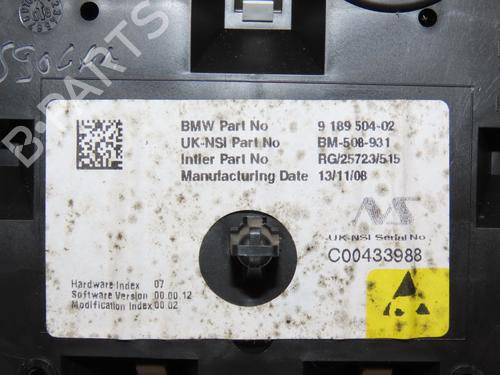 BMW Part No 9 189 504-02
UK-NSI Part No BM-508-931
Intier Part No RG/25723/515
Manufacturing Date 13/11/08
UK-NSI Serial No
C00433988
Hardware Index 07
Software Version 00.00.12
Modification Index 00.02
B-PARTS